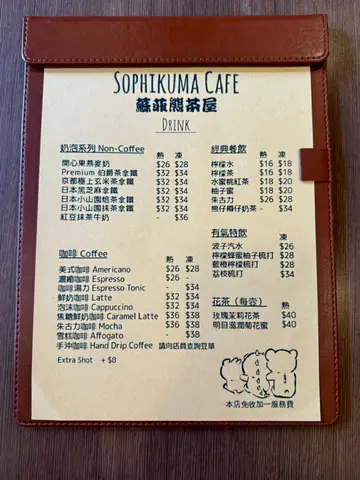 SOPHIKUMA CAFE
蘇菲熊茶屋
DRINK
奶泡系列 Non-Coffee 熱 凍
開心果燕麥奶 $26 $28
Premium 伯爵茶拿鐵 $32 $34
京都極上玄米茶拿鐵 $32 $34
日本黑芝麻拿鐵 $32 $34
日本小山園焙茶拿鐵 $32 $34
日本小山園抹茶拿鐵 $32 $34
紅豆抹茶牛奶 - $36
咖啡 Coffee 熱 凍
美式咖啡 Americano $26 $28
濃縮咖啡 Espresso $26 -
咖啡湯力 Espresso Tonic - $34
鮮奶咖啡 Latte $32 $34
泡沫咖啡 Cappuccino $32 $34
焦糖鮮奶咖啡 Caramel Latte $36 $38
朱古力咖啡 Mocha $36 $38
雪糕咖啡 Affogato - $38
手沖咖啡 Hand Drip Coffee 請向店員查詢豆單
Extra Shot +$8
經典餐飲 熱 凍
檸檬水 $16 $18
檸檬茶 $16 $18
水蜜桃紅茶 $18 $20
柚子蜜 $18 $20
朱古力 $26 $28
熊仔樽仔奶茶 - $34
有氣特飲 凍
波子汽水 $26
檸檬蜂蜜柚子梳打 $28
藍橙檸檬梳打 $28
荔枝梳打 $34
花茶（每壺） 熱
玫瑰茉莉花茶 $40
明目滋潤菊花蜜 $40
本店免收加一服務費